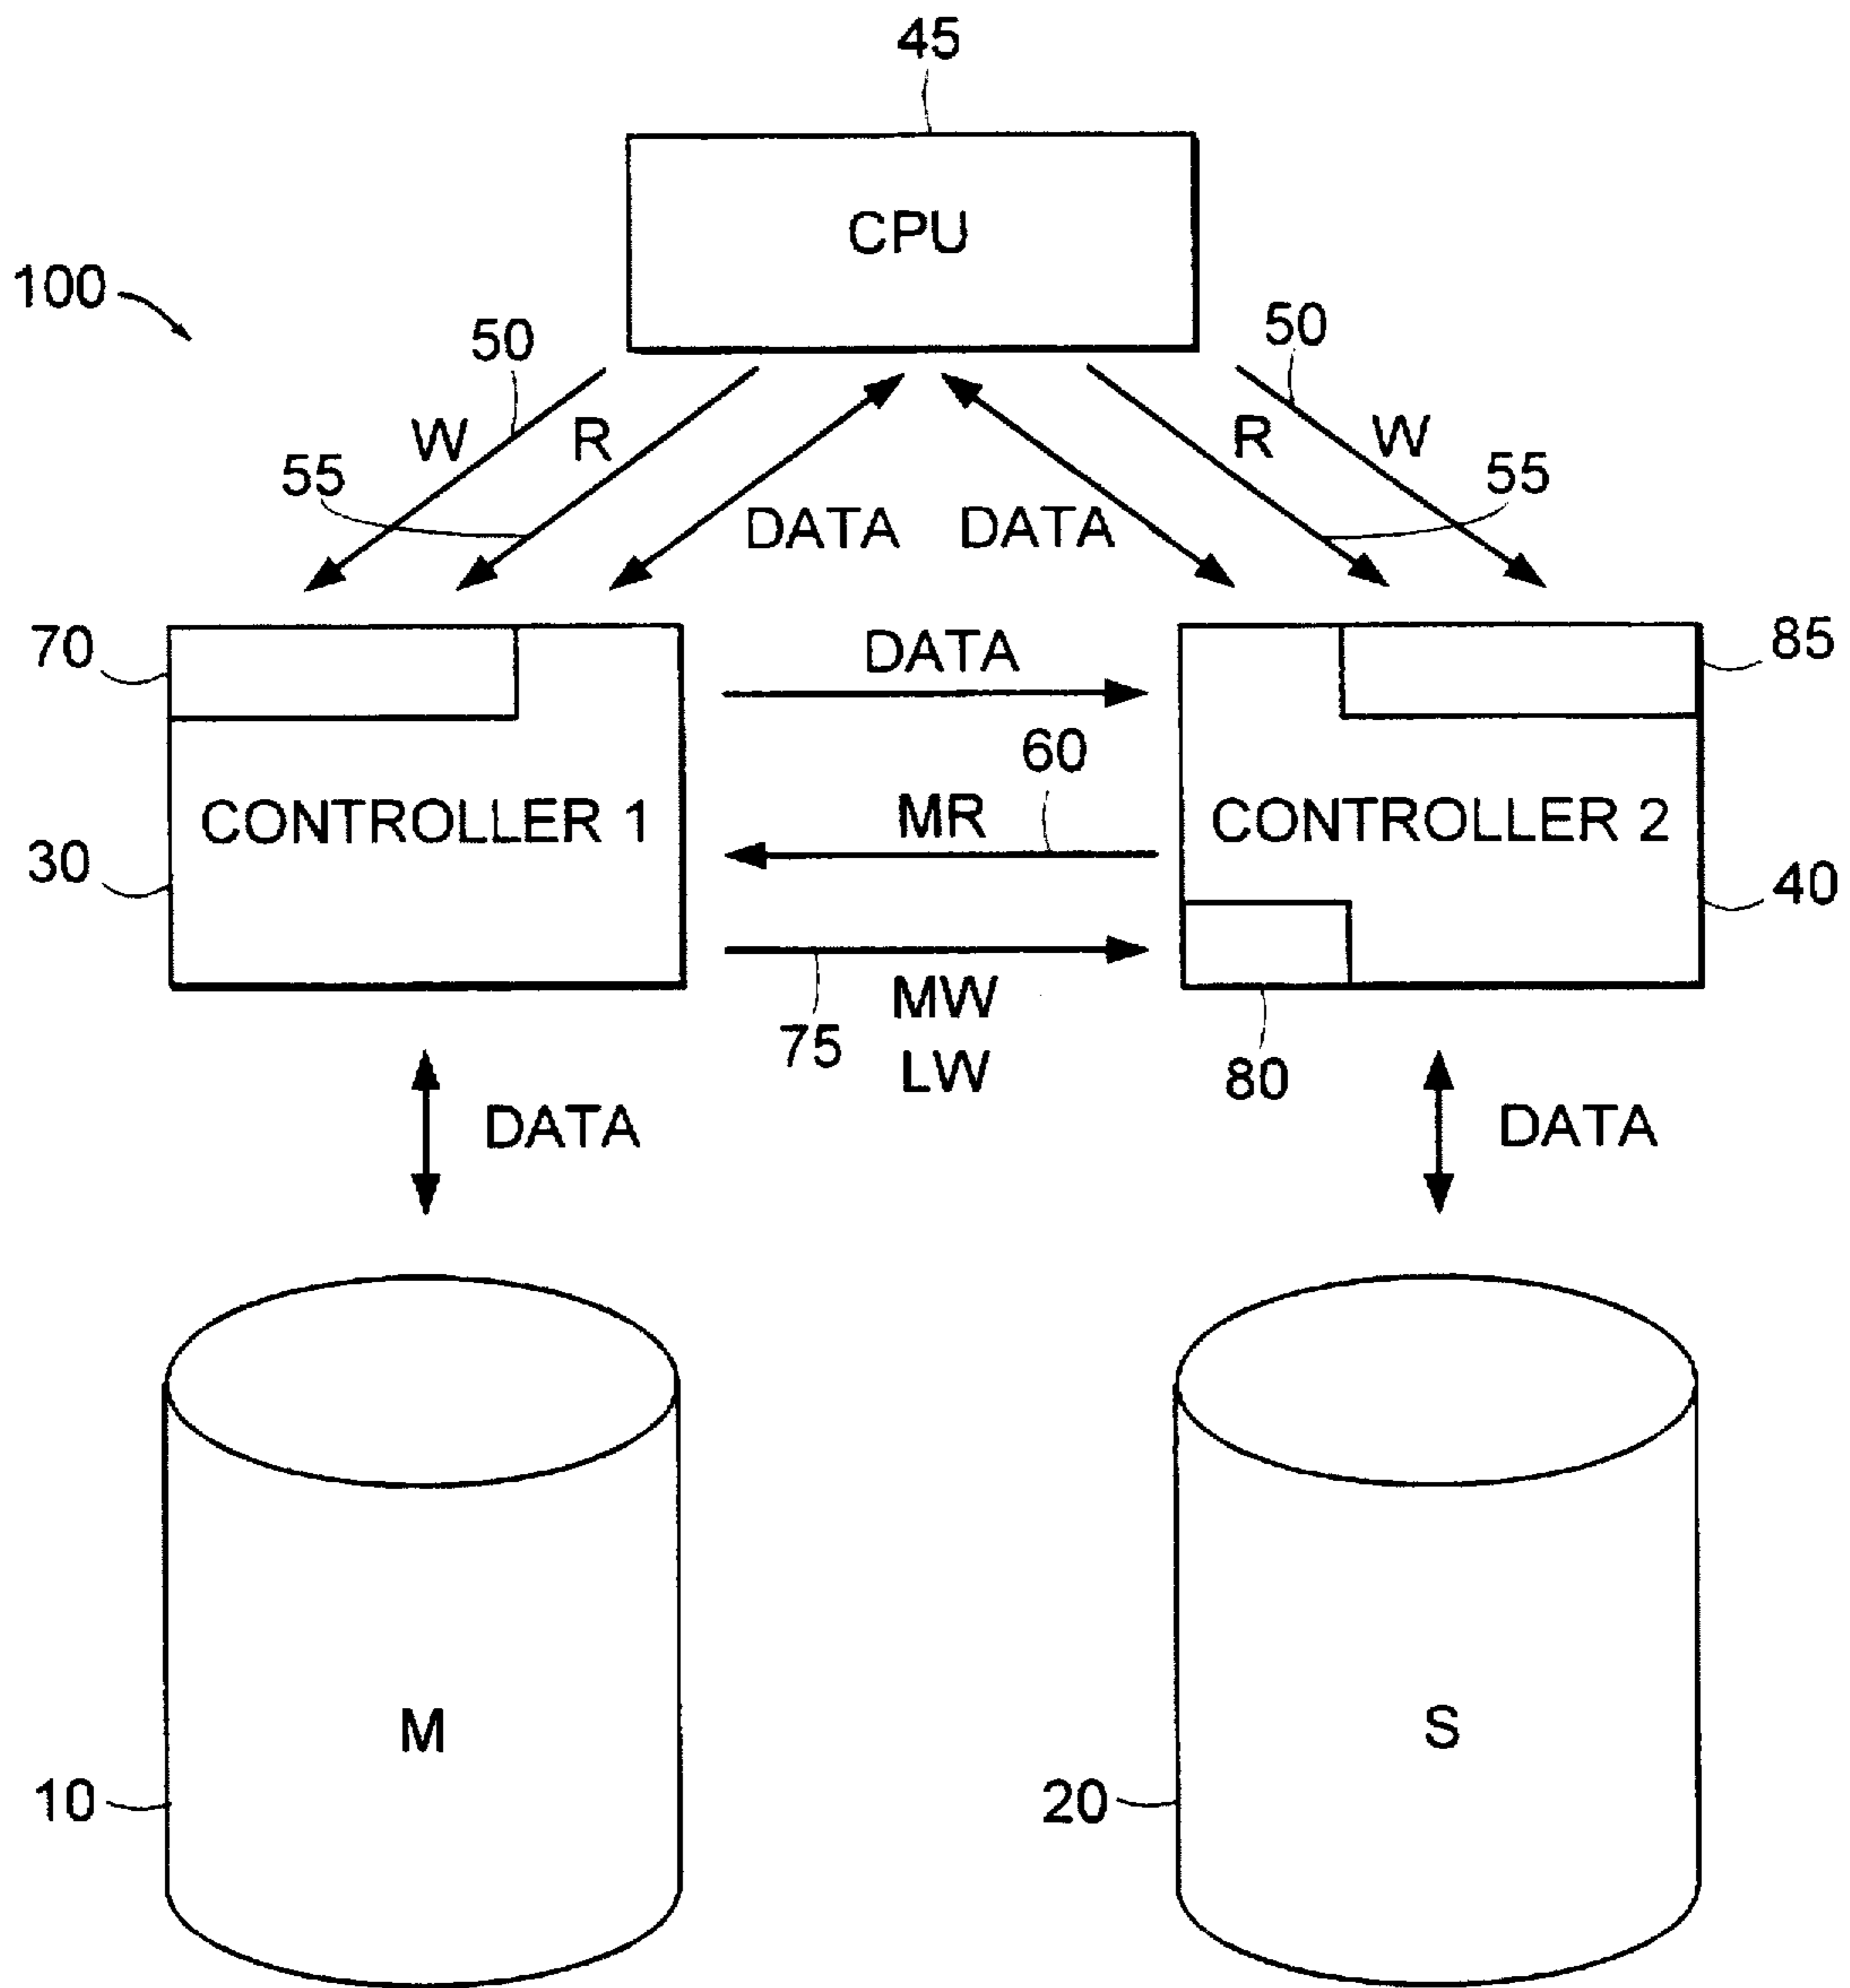 45
CPU
100
50
50
W
R
R
W
55
55
DATA
DATA
70
DATA
85
60
CONTROLLER 1
MR
CONTROLLER 2
30
40
MW
75
LW
80
DATA
DATA
M
S
10
20